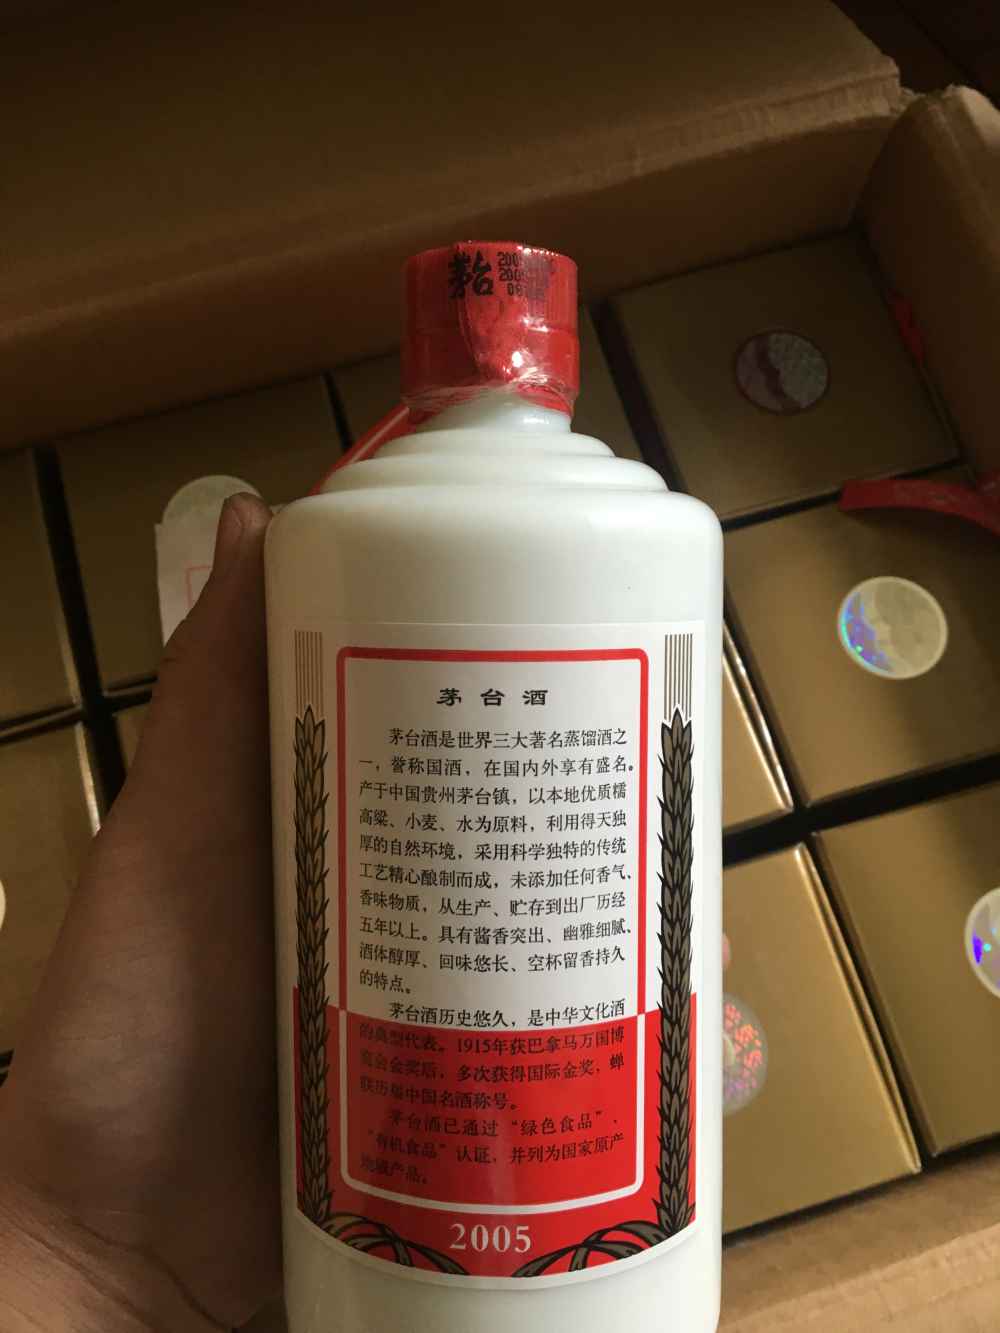 茅台
茅台酒
茅台酒是世界三大著名蒸馏酒之
一，誉称国酒，在国内外享有盛名。
产于中国贵州茅台镇，以本地优质糯
高粱、小麦、水为原料，利用得天独
厚的自然环境，采用科学独特的传统
工艺精心酿制而成，未添加任何香气、
香味物质，从生产、贮存到出厂历经
五年以上。具有酱香突出、幽雅细腻、
酒体醇厚、回味悠长、空杯留香持久
的特点。
茅台酒历史悠久，是中华文化酒
的典型代表。1915年获巴拿马万国博
览会金奖后，多次获得国际金奖，蝉
联历届中国名酒称号。
茅台酒已通过“绿色食品”、
“有机食品”认证，并列为国家原产
地域产品。
2005